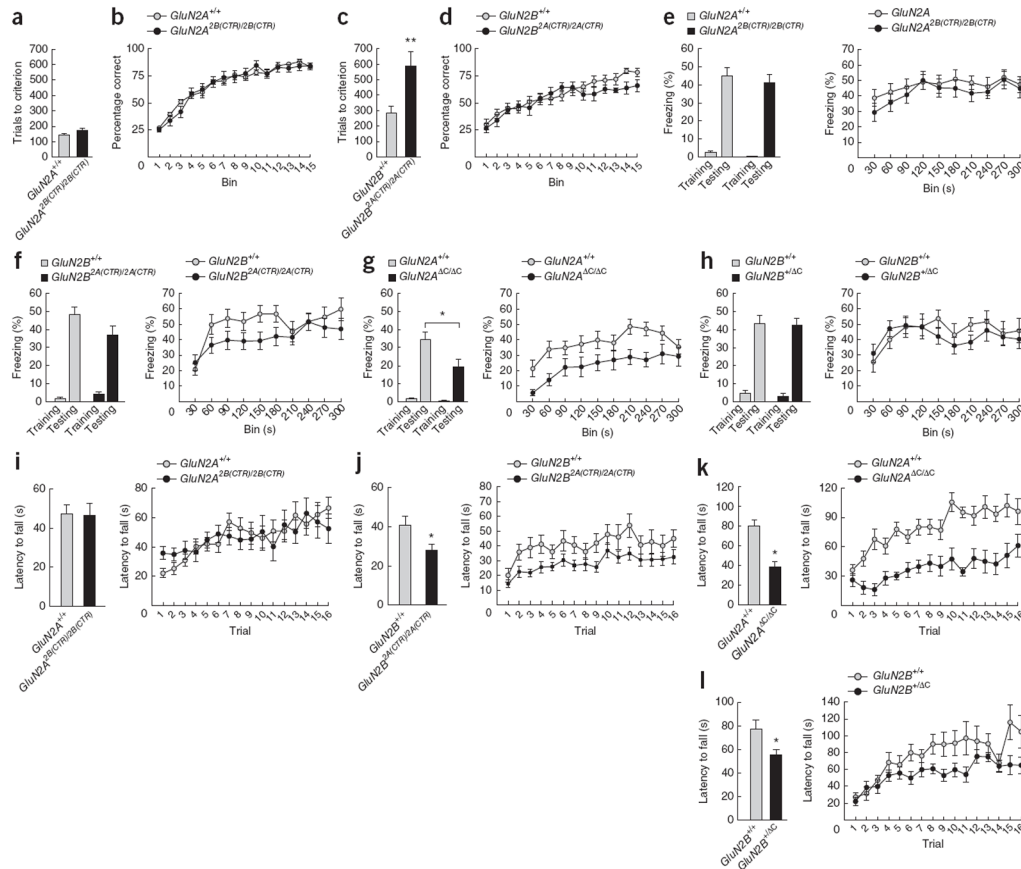 a
GluN2A+/+
GluN2A2B(CTR)/2B(CTR)
b
GluN2B+/+
GluN2B2A(CTR)/2A(CTR)
c
d
GluN2A+/+
GluN2A2B(CTR)/2B(CTR)
e
GluN2A
GluN2A2B(CTR)/2B(CTR)
Trials to criterion
700
600
500
400
300
200
100
0
GluN2A+/+
GluN2A2B(CTR)/2B(CTR)
Percentage correct
100
75
50
25
1 2 3 4 5 6 7 8 9 10 11 12 13 14 15
Bin
Trials to criterion
700
600
500
400
300
200
100
0
**
GluN2B+/+
GluN2B2A(CTR)/2A(CTR)
Percentage correct
100
75
50
25
1 2 3 4 5 6 7 8 9 10 11 12 13 14 15
Bin
Freezing (%)
60
50
40
30
20
10
0
Training
Testing
Training
Testing
Freezing (%)
60
50
40
30
20
10
0
30 60 90 120 150 180 210 240 270 300
Bin (s)
f
GluN2B+/+
GluN2B2A(CTR)/2A(CTR)
GluN2B+/+
GluN2B2A(CTR)/2A(CTR)
Freezing (%)
60
50
40
30
20
10
0
Training
Testing
Training
Testing
Freezing (%)
60
50
40
30
20
10
0
30 60 90 120 150 180 210 240 270 300
Bin (s)
g
GluN2A+/+
GluN2AΔC/ΔC
GluN2A+/+
GluN2AΔC/ΔC
Freezing (%)
60
50
40
30
20
10
0
*
Training
Testing
Training
Testing
Freezing (%)
60
50
40
30
20
10
0
30 60 90 120 150 180 210 240 270 300
Bin (s)
h
GluN2B+/+
GluN2B+/ΔC
GluN2B+/+
GluN2B+/ΔC
Freezing (%)
60
50
40
30
20
10
0
Training
Testing
Training
Testing
Freezing (%)
60
50
40
30
20
10
0
30 60 90 120 150 180 210 240 270 300
Bin (s)
i
GluN2A+/+
GluN2A2B(CTR)/2B(CTR)
Latency to fall (s)
60
40
20
0
GluN2A+/+
GluN2A2B(CTR)/2B(CTR)
Latency to fall (s)
80
70
60
50
40
30
20
0
1 2 3 4 5 6 7 8 9 10 11 12 13 14 15 16
Trial
j
GluN2B+/+
GluN2B2A(CTR)/2A(CTR)
Latency to fall (s)
60
40
20
0
*
GluN2B+/+
GluN2B2A(CTR)/2A(CTR)
Latency to fall (s)
80
70
60
50
40
30
20
10
0
1 2 3 4 5 6 7 8 9 10 11 12 13 14 15 16
Trial
k
GluN2A+/+
GluN2AΔC/ΔC
Latency to fall (s)
120
100
80
60
40
20
0
*
GluN2A+/+
GluN2AΔC/ΔC
Latency to fall (s)
120
90
60
30
0
1 2 3 4 5 6 7 8 9 10 11 12 13 14 15 16
Trial
l
GluN2B+/+
GluN2B+/ΔC
Latency to fall (s)
100
80
60
40
20
0
*
GluN2B+/+
GluN2B+/ΔC
Latency to fall (s)
140
120
100
80
60
40
20
0
1 2 3 4 5 6 7 8 9 10 11 12 13 14 15 16
Trial